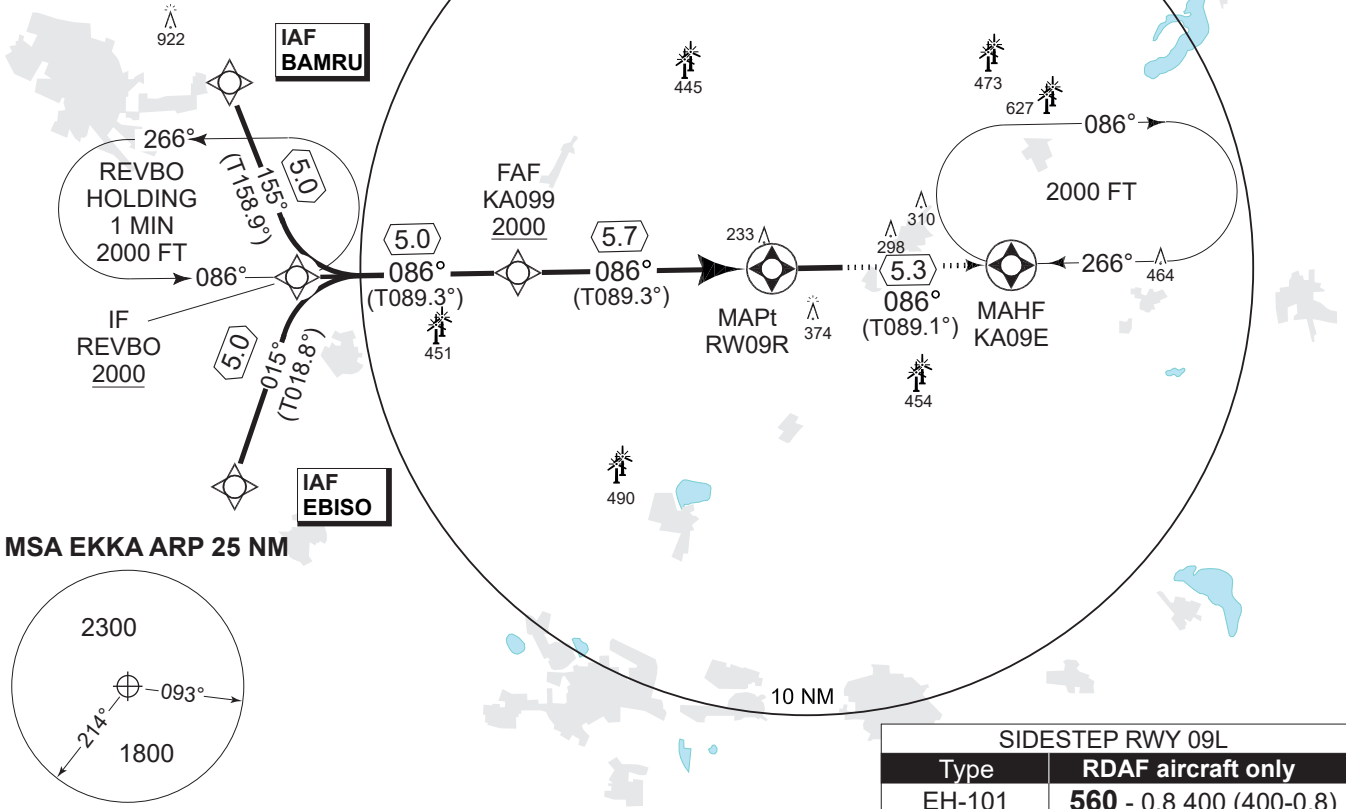 922
IAF
BAMRU
445
473
627
266°
086°
REVBO
HOLDING
1 MIN
2000 FT
5.0
155°
(T158.9°)
FAF
KA099
2000
2000 FT
310
5.0
5.7
233
298
086°
086°
(T089.3°)
086°
(T089.3°)
5.3
266°
464
086°
(T089.1°)
IF
REVBO
2000
5.0
015°
(T018.8°)
451
MAPt
RW09R
374
MAHF
KA09E
454
490
IAF
EBISO
MSA EKKA ARP 25 NM
2300
093°
214°
1800
10 NM
SIDESTEP RWY 09L
Type RDAF aircraft only
EH-101 560 - 0.8 400 (400-0.8)